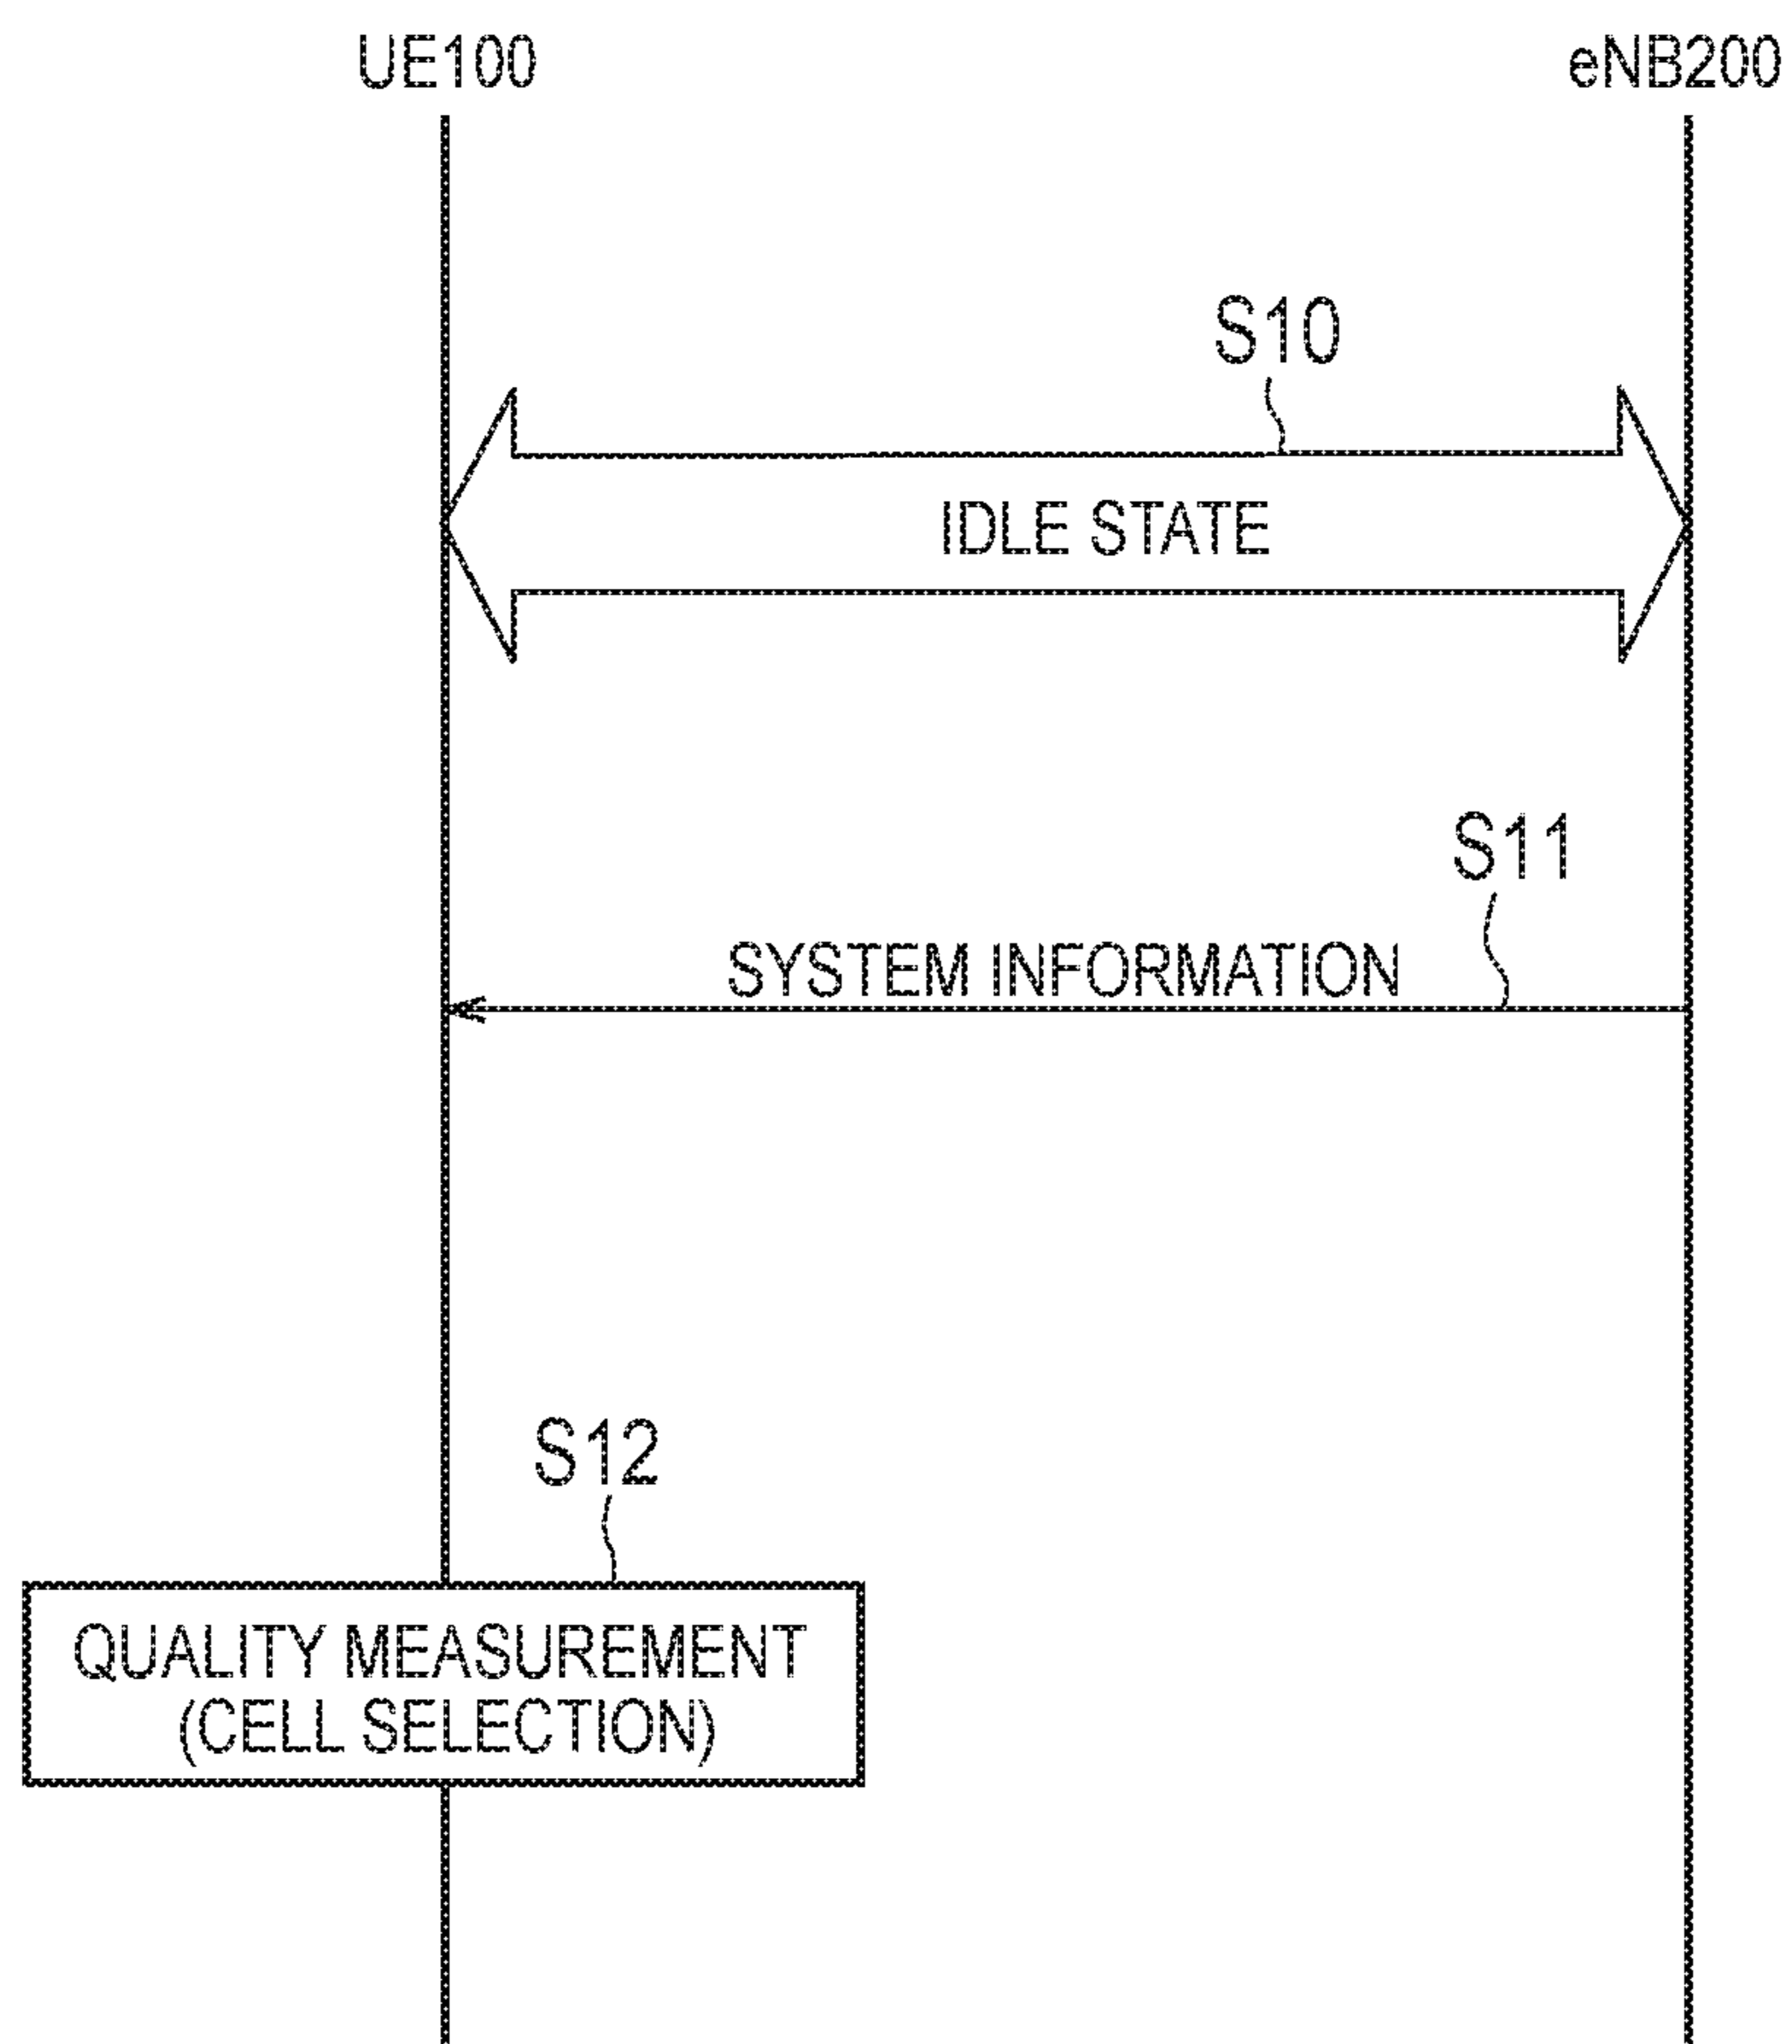 UE100
eNB200
S10
IDLE STATE
S11
SYSTEM INFORMATION
S12
QUALITY MEASUREMENT
(CELL SELECTION)